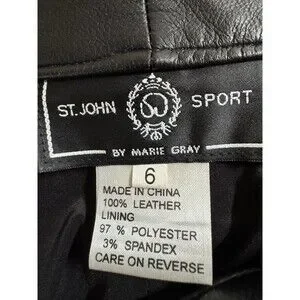 ST. JOHN SPORT
BY MARIE GRAY
6
MADE IN CHINA
100% LEATHER
LINING
97 % POLYESTER
3% SPANDEX
CARE ON REVERSE